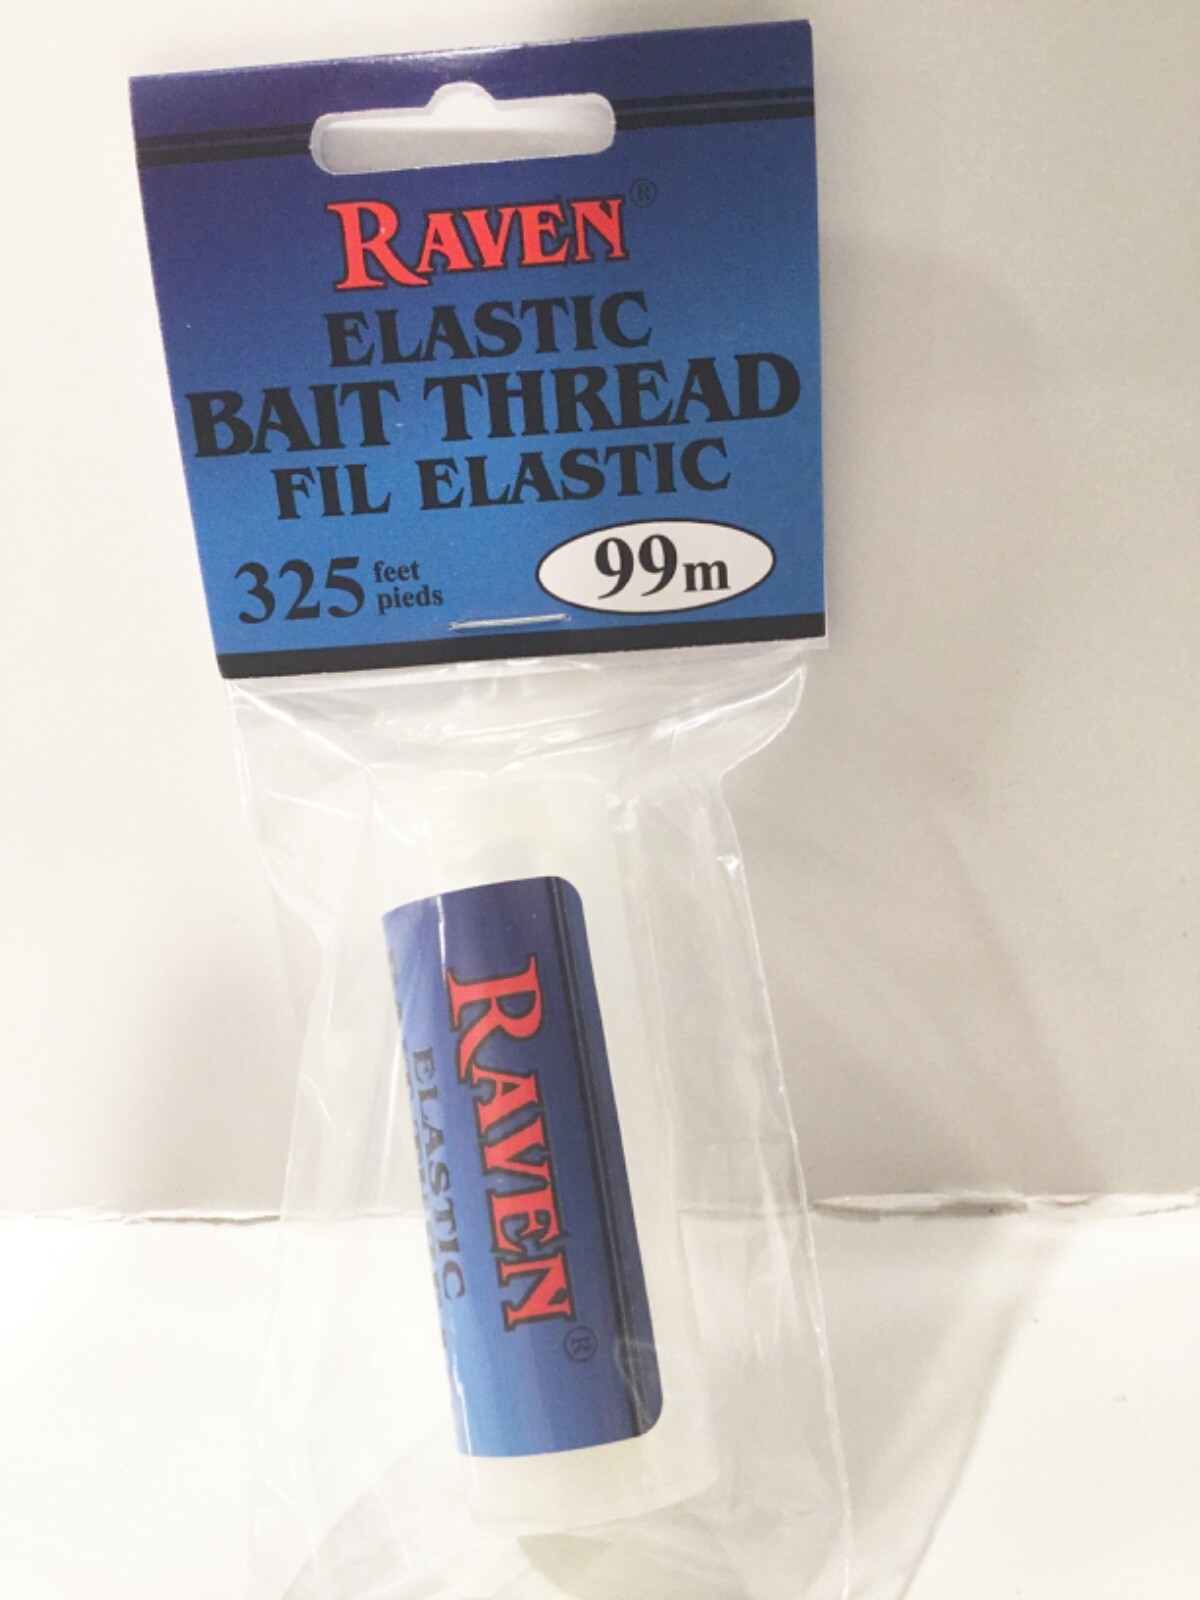 RAVEN®
ELASTIC
BAIT THREAD
FIL ELASTIC
325 feet
pieds
99m
RAVEN®
ELASTIC